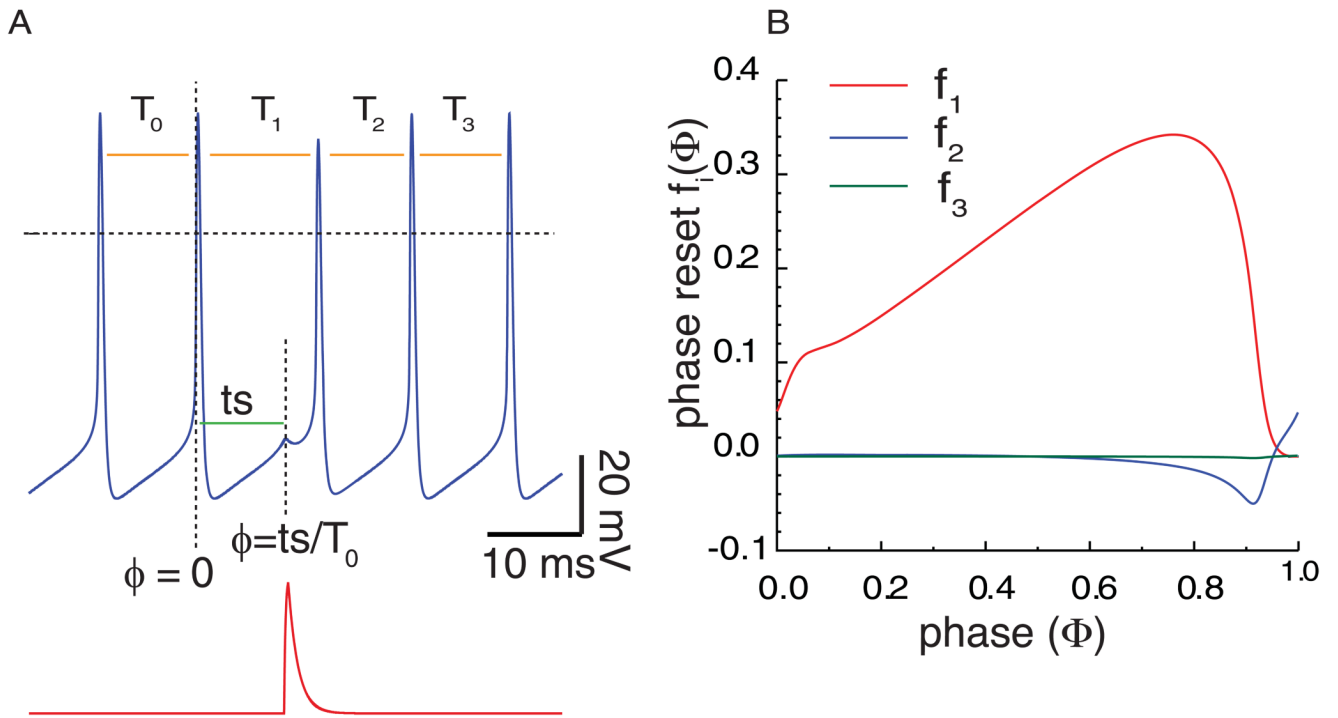 A
T0
T1
T2
T3
ts
20 mV
10 ms
ϕ = 0
ϕ=ts/T0
B
f1
f2
f3
phase reset fi(Φ)
0.4
0.3
0.2
0.1
0.0
-0.1
0.0 0.2 0.4 0.6 0.8 1.0
phase (Φ)